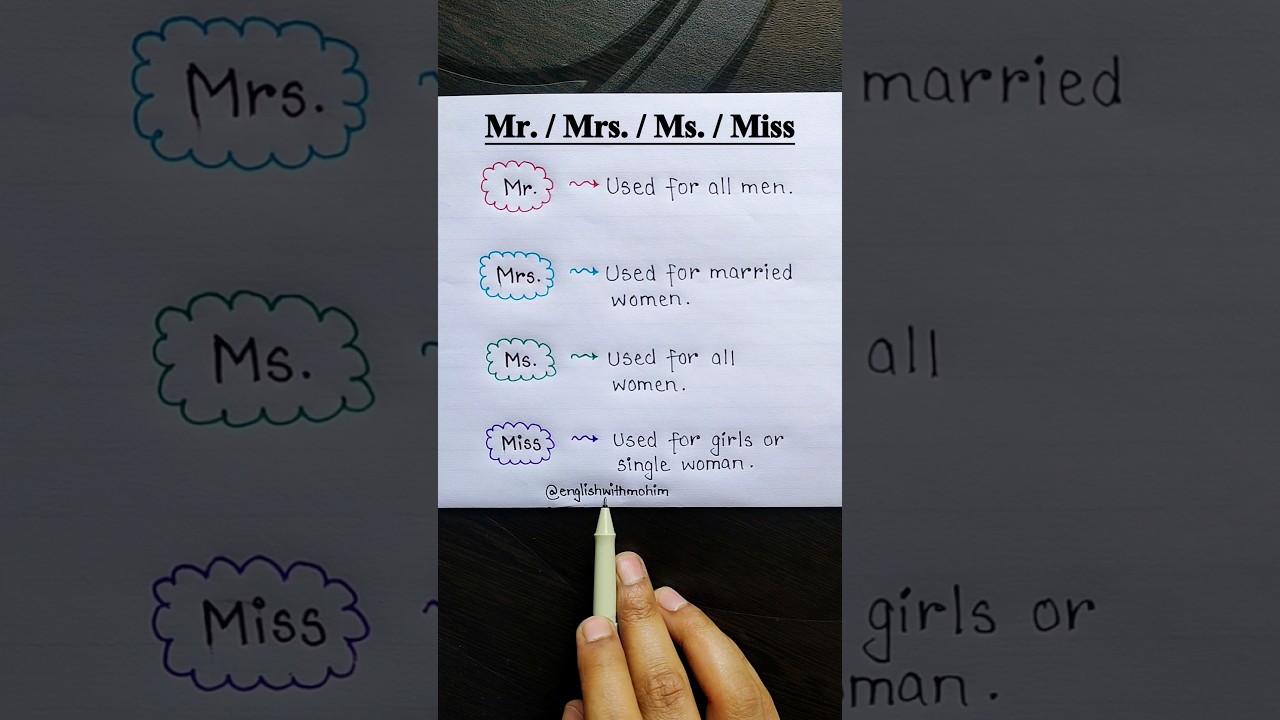 Mr. / Mrs. / Ms. / Miss
Mr. Used for all men.
Mrs. Used for married
women.
Ms. Used for all
women.
Miss Used for girls or
single woman.
@englishwithmohim
Mrs.
married
Ms.
all
Miss
girls or
man.